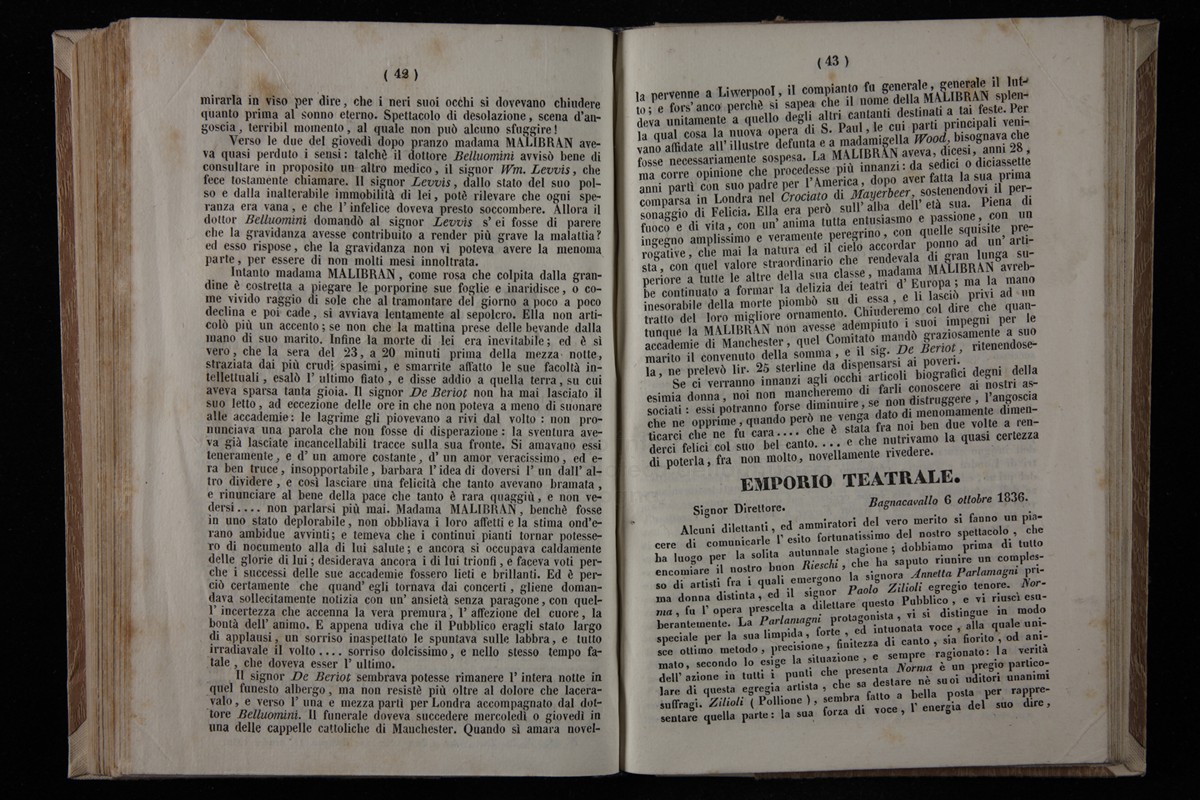 ( 42 )
mirarla in viso per dire, che i neri suoi occhi si dovevano chiudere
quanto prima al sonno eterno. Spettacolo di desolazione, scena d'an-
goscia, terribil momento, al quale non può alcuno sfuggire!
Verso le due del giovedì dopo pranzo madama MALIBRAN ave-
va quasi perduto i sensi: talchè il dottore Belluomini avvisò bene di
consultare in proposito un altro medico, il signor Wm. Levvis, che
fece tostamente chiamare. Il signor Levvis, dallo stato del suo pol-
so e dalla inalterabile immobilità di lei, potè rilevare che ogni spe-
ranza era vana, e che l'infelice doveva presto soccombere. Allora il
dottor Belluomini domandò al signor Levvis s'ei fosse di parere
che la gravidanza avesse contribuito a render più grave la malattia?
ed esso rispose, che la gravidanza non vi poteva avere la menoma
parte, per essere di non molti mesi innoltrata.
Intanto madama MALIBRAN, come rosa che colpita dalla gran-
dine è costretta a piegare le porporine sue foglie e inaridisce, o co-
me vivido raggio di sole che al tramontare del giorno a poco a poco
declina e poi cade, si avviava lentamente al sepolcro. Ella non arti-
colò più un accento; se non che la mattina prese delle bevande dalla
mano di suo marito. Infine la morte di lei era inevitabile; ed è sì
vero, che la sera del 23, a 20 minuti prima della mezza notte,
straziata dai più crudi spasimi, e smarrite affatto le sue facoltà in-
tellettuali, esalò l'ultimo fiato, e disse addio a quella terra, su cui
aveva sparsa tanta gioia. Il signor De Beriot non ha mai lasciato il
suo letto, ad eccezione delle ore in che non poteva a meno di suonare
alle accademie: le lagrime gli piovevano a rivi dal volto: non pro-
nunciava una parola che non fosse di disperazione: la sventura ave-
va già lasciate incancellabili tracce sulla sua fronte. Si amavano essi
teneramente, e d'un amore costante, d'un amor veracissimo, ed e-
ra ben truce, insopportabile, barbara l'idea di doversi l'un dall'al-
tro dividere, e così lasciare una felicità che tanto avevano bramata,
e rinunciare al bene della pace che tanto è rara quaggiù, e non ve-
dersi.... non parlarsi più mai. Madama MALIBRAN, benchè fosse
in uno stato deplorabile, non obbliava i loro affetti e la stima ond'e-
rano ambidue avvinti; e temeva che i continui pianti tornar potesse-
ro di nocumento alla di lui salute; e ancora si occupava caldamente
delle glorie di lui; desiderava ancora i di lui trionfi, e faceva voti per-
che i successi delle sue accademie fossero lieti e brillanti. Ed è per-
ciò certamente che quand'egli tornava dai concerti, gliene doman-
dava sollecitamente notizia con un'ansietà senza paragone, con quel-
l'incertezza che accenna la vera premura, l'affezione del cuore, la
bontà dell'animo. E appena udiva che il Pubblico eragli stato largo
di applausi, un sorriso inaspettato le spuntava sulle labbra, e tutto
irradiavale il volto.... sorriso dolcissimo, e nello stesso tempo fa-
tale, che doveva esser l'ultimo.
Il signor De Beriot sembrava potesse rimanere l'intera notte in
quel funesto albergo, ma non resistè più oltre al dolore che lacera-
valo, e verso l'una e mezza partì per Londra accompagnato dal dot-
tore Belluomini. Il funerale doveva succedere mercoledì o giovedì in
una delle cappelle cattoliche di Manchester. Quando sì amara novel-
( 43 )
la pervenne a Liwerpool, il compianto fu generale, generale il lut-
to; e fors'anco perchè si sapea che il nome della MALIBRAN splen-
deva unitamente a quello degli altri cantanti destinati a tai feste. Per
la qual cosa la nuova opera di S. Paul, le cui parti principali veni-
vano affidate all'illustre defunta e a madamigella Wood, bisognava che
fosse necessariamente sospesa. La MALIBRAN aveva, dicesi, anni 28,
ma corre opinione che procedesse più innanzi: da sedici o diciassette
anni partì con suo padre per l'America, dopo aver fatta la sua prima
comparsa in Londra nel Crociato di Mayerbeer, sostenendovi il per-
sonaggio di Felicia. Ella era però sull'alba dell'età sua. Piena di
fuoco e di vita, con un'anima tutta entusiasmo e passione, con un
ingegno amplissimo e veramente peregrino, con quelle squisite pre-
rogative, che mai la natura ed il cielo accordar ponno ad un'arti-
sta, con quel valore straordinario che rendevala di gran lunga su-
periore a tutte le altre della sua classe, madama MALIBRAN avreb-
be continuato a formar la delizia dei teatri d'Europa; ma la mano
inesorabile della morte piombò su di essa, e li lasciò privi ad un
tratto del loro migliore ornamento. Chiuderemo col dire che quan-
tunque la MALIBRAN non avesse adempiuto i suoi impegni per le
accademie di Manchester, quel Comitato mandò graziosamente a suo
marito il convenuto della somma, e il sig. De Beriot, ritenendose-
la, ne prelevò lir. 25 sterline da dispensarsi ai poveri.
Se ci verranno innanzi agli occhi articoli biografici degni della
esimia donna, noi non mancheremo di farli conoscere ai nostri as-
sociati: essi potranno forse diminuire, se non distruggere, l'angoscia
che ne opprime, quando però ne venga dato di menomamente dimen-
ticarci che ne fu cara.... che è stata fra noi ben due volte a ren-
derci felici col suo bel canto.... e che nutrivamo la quasi certezza
di poterla, fra non molto, novellamente rivedere.
EMPORIO TEATRALE.
Signor Direttore. Bagnacavallo 6 ottobre 1836.
Alcuni dilettanti, ed ammiratori del vero merito si fanno un pia-
cere di comunicarle l'esito fortunatissimo del nostro spettacolo, che
ha luogo per la solita autunnale stagione; dobbiamo prima di tutto
encomiare il nostro buon Rieschi, che ha saputo riunire un comples-
so di artisti fra i quali emergono la signora Annetta Parlamagni pri-
ma donna distinta, ed il signor Paolo Zilioli egregio tenore. Nor-
ma, fu l'opera prescelta a dilettare questo Pubblico, e vi riuscì esu-
berantemente. La Parlamagni protagonista, vi si distingue in modo
speciale per la sua limpida, forte, ed intuonata voce, alla quale uni-
sce ottimo metodo, precisione, finitezza di canto, sia fiorito, od ani-
mato, secondo lo esige la situazione, e sempre ragionato: la verità
dell'azione in tutti i punti che presenta Norma è un pregio partico-
lare di questa egregia artista, che sa destare nè suoi uditori unanimi
suffragi. Zilioli (Pollione), sembra fatto a bella posta per rappre-
sentare quella parte: la sua forza di voce, l'energia del suo dire,